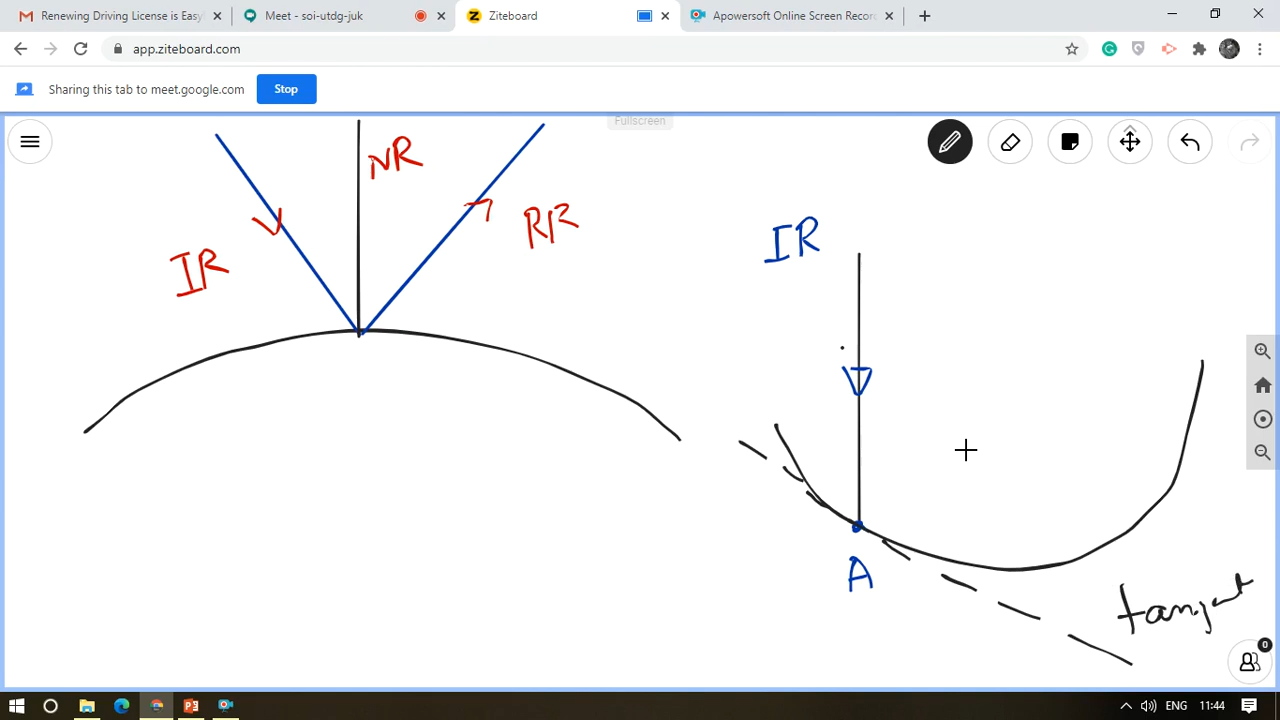 Renewing Driving License is Easy
Meet - soi-utdg-juk
Ziteboard
Apowersoft Online Screen Recor
app.ziteboard.com
Sharing this tab to meet.google.com
Stop
Fullscreen
NR
IR
RR
IR
A
tangent
0
ENG
11:44